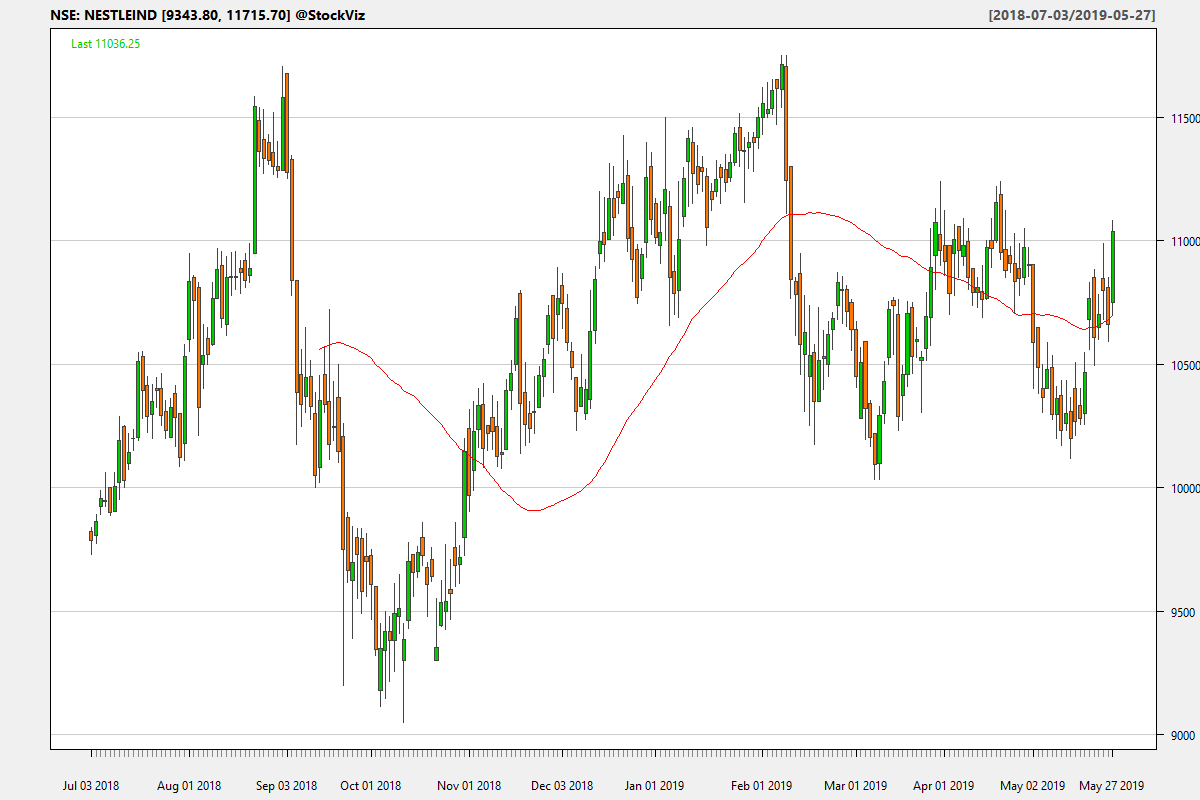 NSE: NESTLEIND [9343.80, 11715.70] @StockViz [2018-07-03/2019-05-27]
Last 11036.25
11500
11000
10500
10000
9500
9000
Jul 03 2018 Aug 01 2018 Sep 03 2018 Oct 01 2018 Nov 01 2018 Dec 03 2018 Jan 01 2019 Feb 01 2019 Mar 01 2019 Apr 01 2019 May 02 2019 May 27 2019